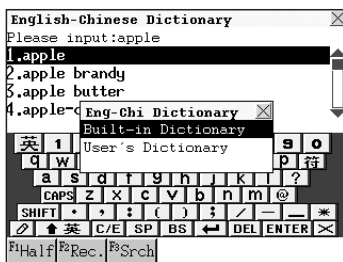 English-Chinese Dictionary
Please input:apple
1.apple
2.apple brandy
3.apple butter
4.apple-c
Eng-Chi Dictionary
Built-in Dictionary
User's Dictionary
英 1 9 0
q w p 符
a s d f g h j k l ?
CAPS z x c v b n m @
SHIFT • , : ( ) ; / — __ *
英 C/E SP BS DEL ENTER
F1Half F2Rec. F3Srch